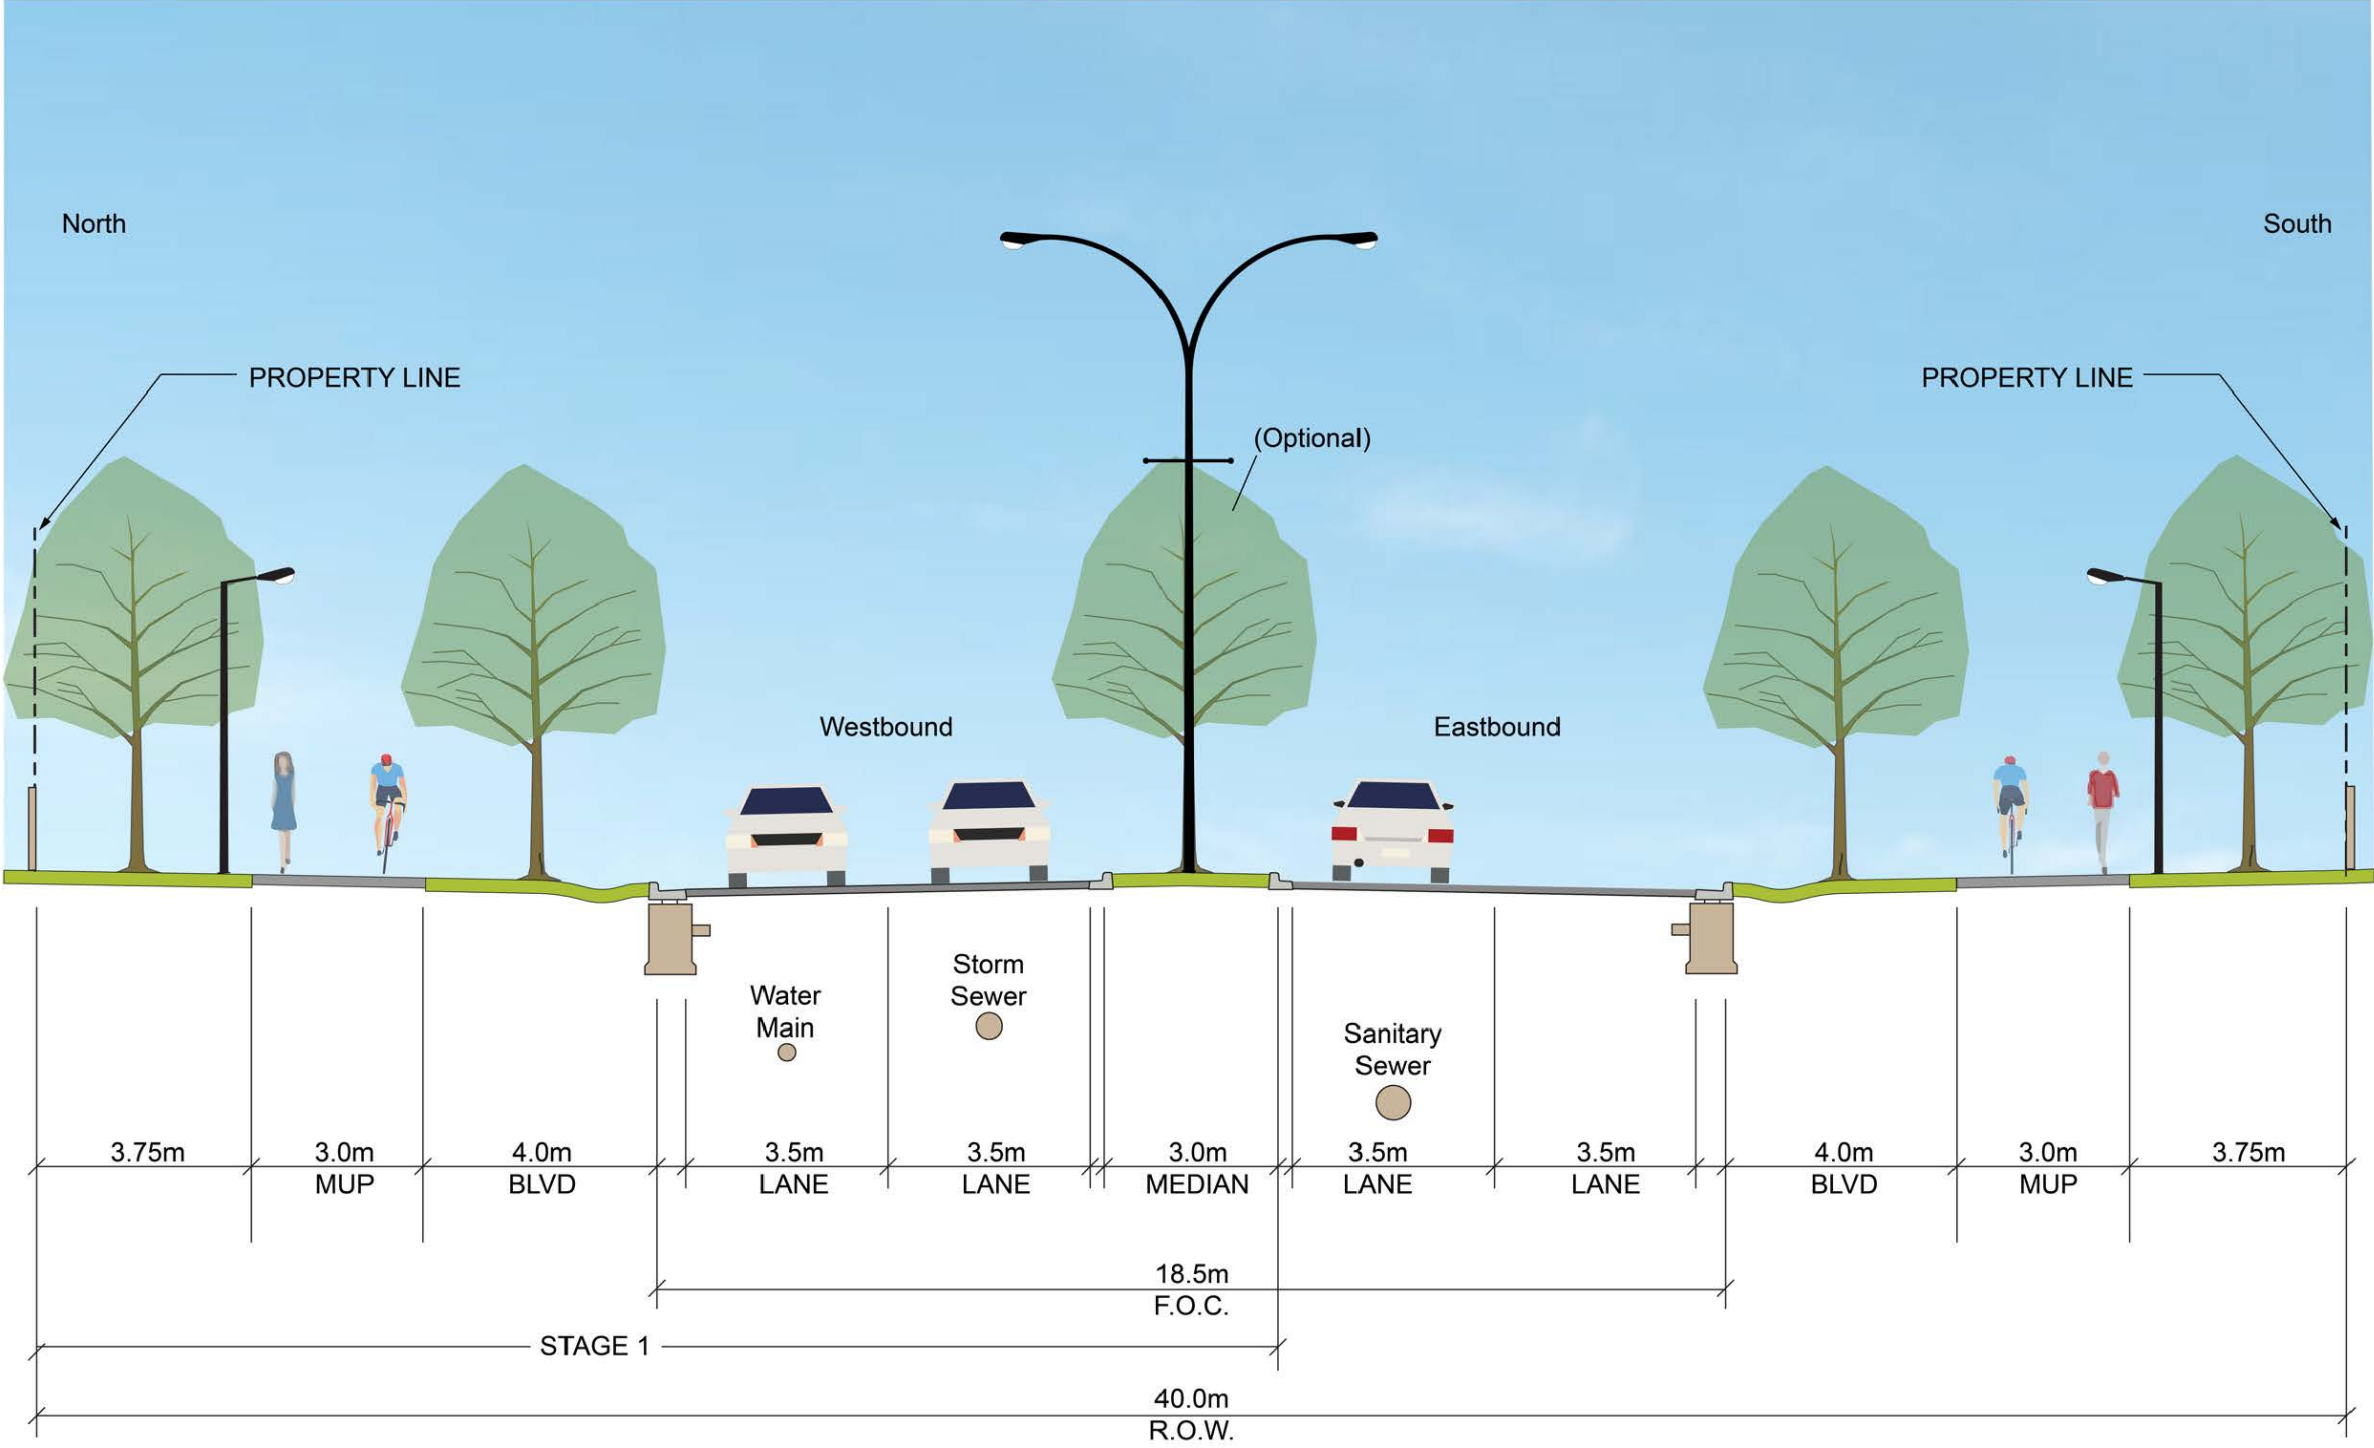 North
South
PROPERTY LINE
PROPERTY LINE
(Optional)
Westbound
Eastbound
Storm
Sewer
Water
Main
Sanitary
Sewer
3.75m
3.0m
MUP
4.0m
BLVD
3.5m
LANE
3.5m
LANE
3.0m
MEDIAN
3.5m
LANE
3.5m
LANE
4.0m
BLVD
3.0m
MUP
3.75m
18.5m
F.O.C.
STAGE 1
40.0m
R.O.W.